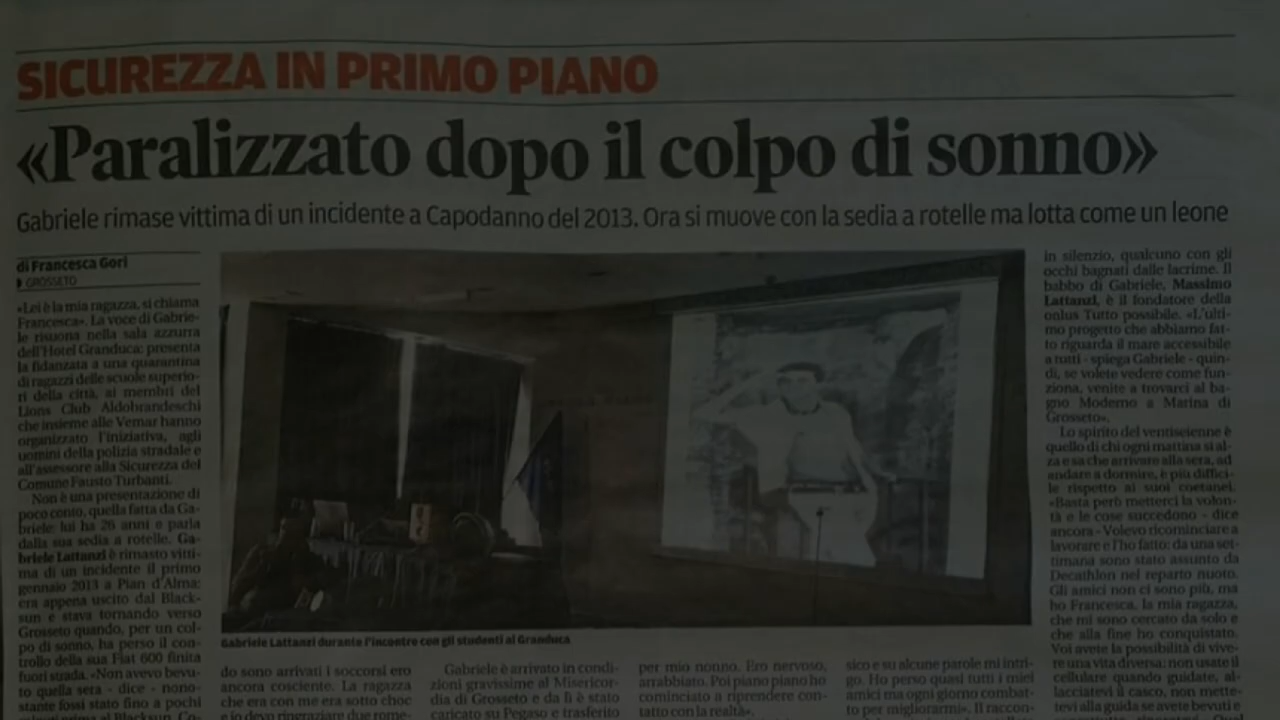 SICUREZZA IN PRIMO PIANO
«Paralizzato dopo il colpo di sonno»
Gabriele rimase vittima di un incidente a Capodanno del 2013. Ora si muove con la sedia a rotelle ma lotta come un leone
di Francesca Gori
GROSSETO
«Lei è la mia ragazza, si chiama
Francesca». La voce di Gabrie-
le risuona nella sala azzurra
dell'Hotel Granduca: presenta
la fidanzata a una quarantina
di ragazzi delle scuole superio-
ri della città, ai membri del
Lions Club Aldobrandeschi
che insieme alle Vemar hanno
organizzato l'iniziativa, agli
uomini della polizia stradale e
all'assessore alla Sicurezza del
Comune Fausto Turbanti.
Non è una presentazione di
poco conto, quella fatta da Ga-
briele: lui ha 26 anni e parla
dalla sua sedia a rotelle. Ga-
briele Lattanzi è rimasto vitti-
ma di un incidente il primo
gennaio 2013 a Pian d'Alma:
era appena uscito dal Black-
sun e stava tornando verso
Grosseto quando, per un col-
po di sonno, ha perso il con-
trollo della sua Fiat 600 finita
fuori strada. «Non avevo bevu-
to quella sera - dice - nono-
stante fossi stato fino a pochi
Gabriele Lattanzi durante l'incontro con gli studenti al Granduca
do sono arrivati i soccorsi ero
ancora cosciente. La ragazza
che era con me era sotto choc
e io devo ringraziare due
Gabriele è arrivato in condi-
zioni gravissime al Misericor-
dia di Grosseto e da lì è stato
caricato su Pegaso e trasferito
per mio nonno. Ero nervoso,
arrabbiato. Poi piano piano ho
cominciato a riprendere con-
tatto con la realtà».
sico e su alcune parole mi intri-
go. Ho perso quasi tutti i miei
amici ma ogni giorno combat-
to per migliorarmi». Il raccon-
in silenzio, qualcuno con gli
occhi bagnati dalle lacrime. Il
babbo di Gabriele, Massimo
Lattanzi, è il fondatore della
onlus Tutto possibile. «L'ulti-
mo progetto che abbiamo fat-
to riguarda il mare accessibile
a tutti - spiega Gabriele - quin-
di, se volete vedere come fun-
ziona, venite a trovarci al ba-
gno Moderno a Marina di
Grosseto».
Lo spirito del ventiseienne è
quello di chi ogni mattina si al-
za e sa che arrivare alla sera, ad
andare a dormire, è più diffici-
le rispetto ai suoi coetanei.
«Basta però metterci la volon-
tà e le cose succedono - dice
ancora - Volevo ricominciare a
lavorare e l'ho fatto: da una set-
timana sono stato assunto da
Decathlon nel reparto nuoto.
Gli amici non ci sono più, ma
ho Francesca, la mia ragazza,
che mi sono cercato da solo e
che alla fine ho conquistato.
Voi avete la possibilità di vive-
re una vita diversa: non usate il
cellulare quando guidate, al-
lacciatevi il casco, non mette-
tevi alla guida se avete bevuti e